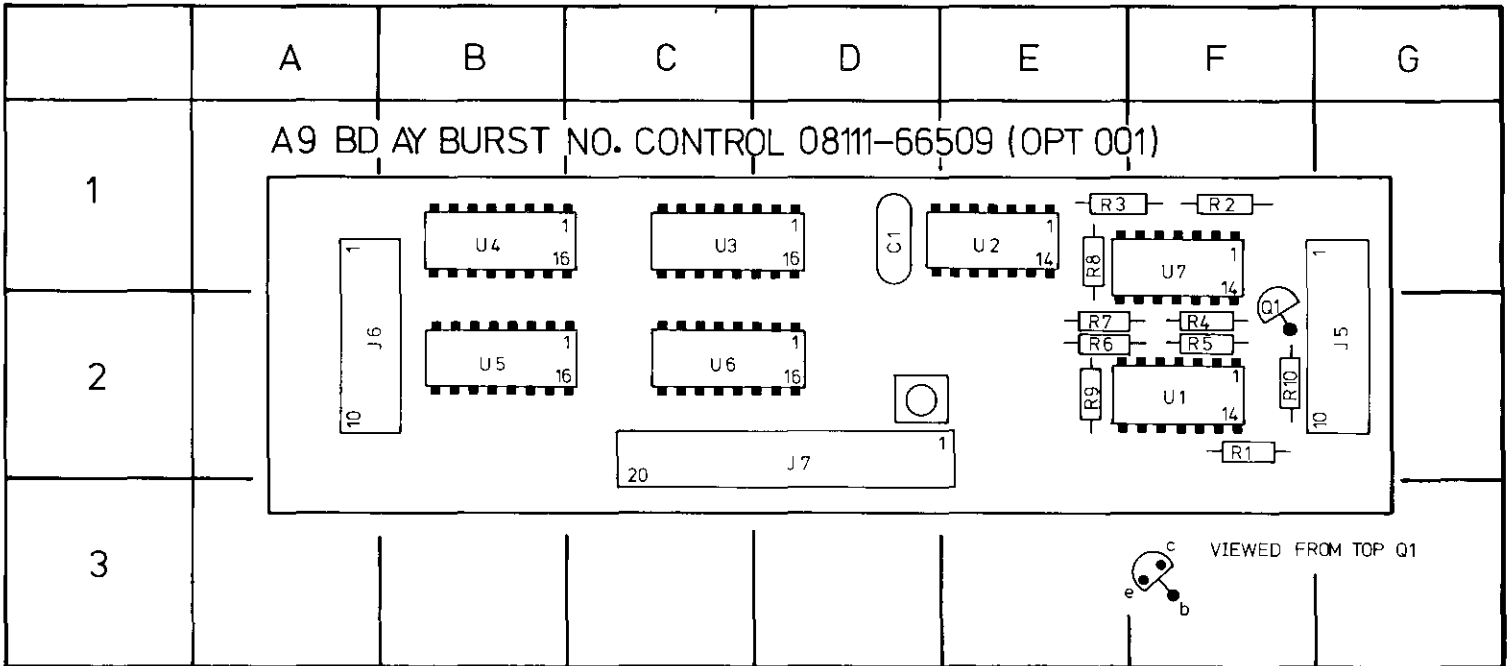 A B C D E F G
A9 BD AY BURST NO. CONTROL 08111-66509 (OPT 001)
1
R3 R2
1 1 C1 1
U4 U3 U2 R8 1
16 16 14 U7
1 14 1
J6 Q1 J5
2
R7 R4
R6 R5
1 1 1
U5 U6 R9 U1 R10
16 16 14
10 10
R1
1
J7
20
3
c VIEWED FROM TOP Q1
e
b